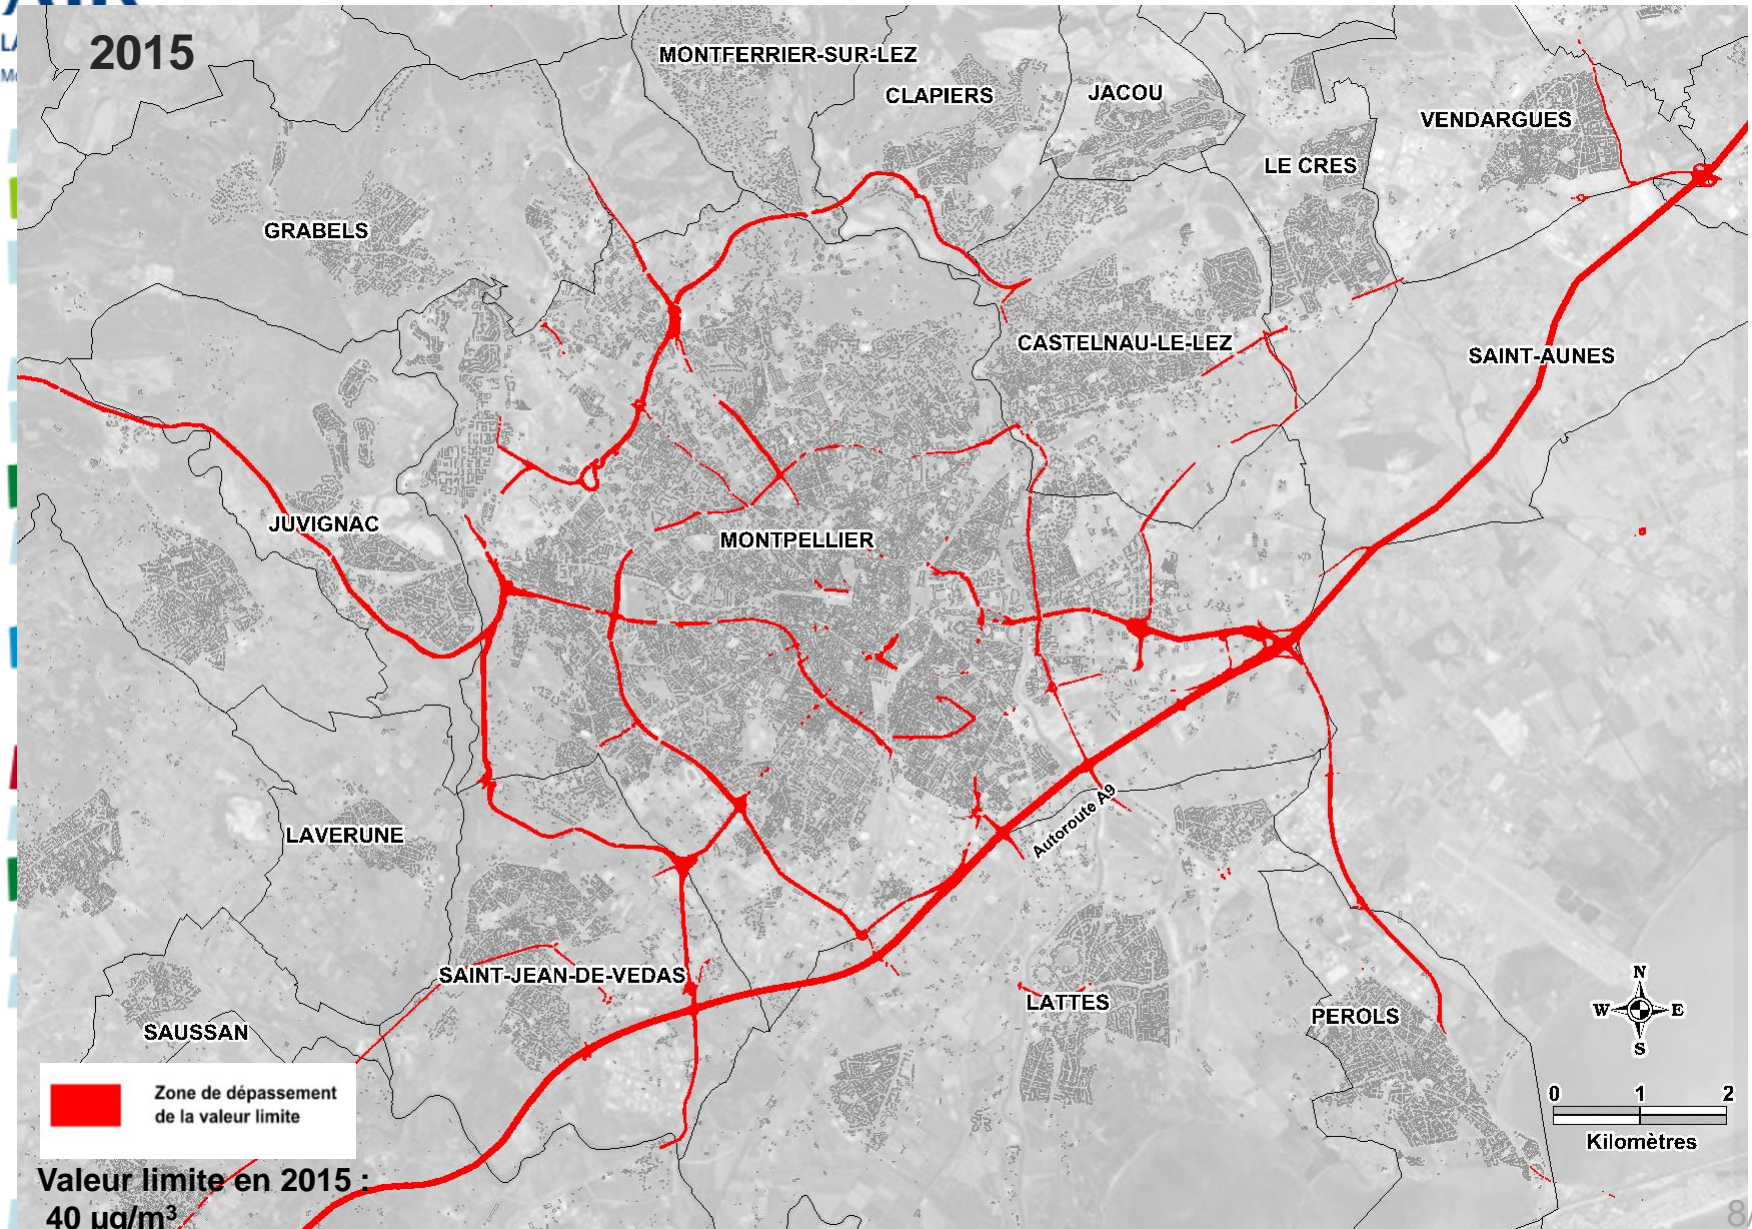 2015
MONTFERRIER-SUR-LEZ
CLAPIERS
JACOU
VENDARGUES
LE CRES
GRABELS
CASTELNAU-LE-LEZ
SAINT-AUNES
JUVIGNAC
MONTPELLIER
Autoroute A9
LAVERUNE
SAINT-JEAN-DE-VEDAS
LATTES
PEROLS
SAUSSAN
N
W E
S
0 1 2
Kilomètres
Zone de dépassement
de la valeur limite
Valeur limite en 2015 :
40 µg/m³